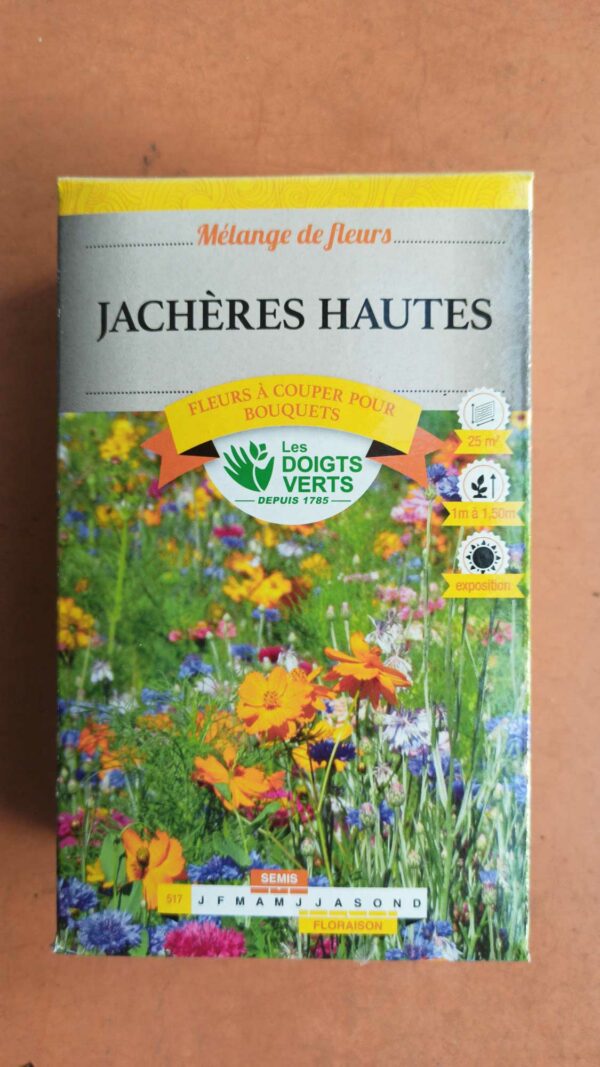 Mélange de fleurs
JACHÈRES HAUTES
FLEURS À COUPER POUR
BOUQUETS
Les
DOIGTS
VERTS
DEPUIS 1785
25 m²
1m à 1,50m
exposition
SEMIS
517 J F M A M J J A S O N D
FLORAISON